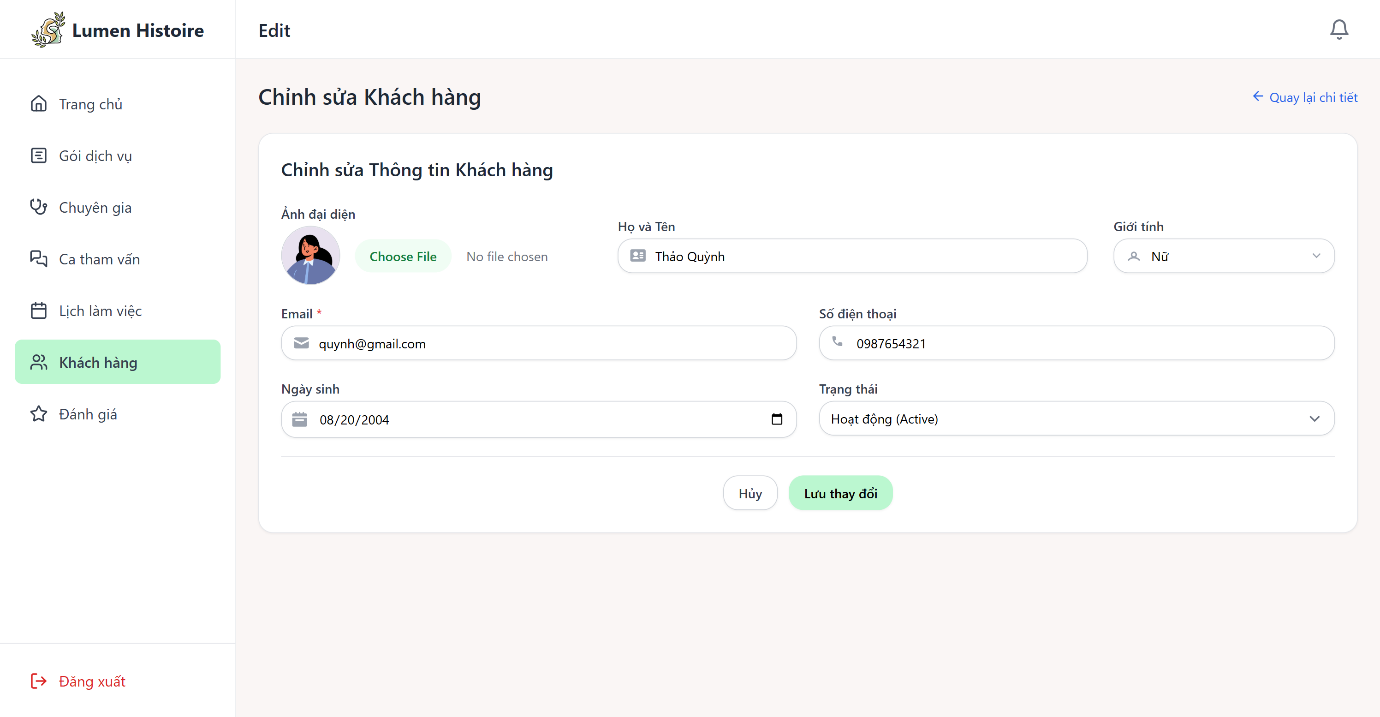 Lumen Histoire
Edit
Trang chủ
Gói dịch vụ
Chuyên gia
Ca tham vấn
Lịch làm việc
Khách hàng
Đánh giá
Đăng xuất
Chỉnh sửa Khách hàng
Quay lại chi tiết
Chỉnh sửa Thông tin Khách hàng
Ảnh đại diện
Choose File No file chosen
Họ và Tên
Thảo Quỳnh
Giới tính
Nữ
Email *
quynh@gmail.com
Số điện thoại
0987654321
Ngày sinh
08/20/2004
Trạng thái
Hoạt động (Active)
Hủy
Lưu thay đổi